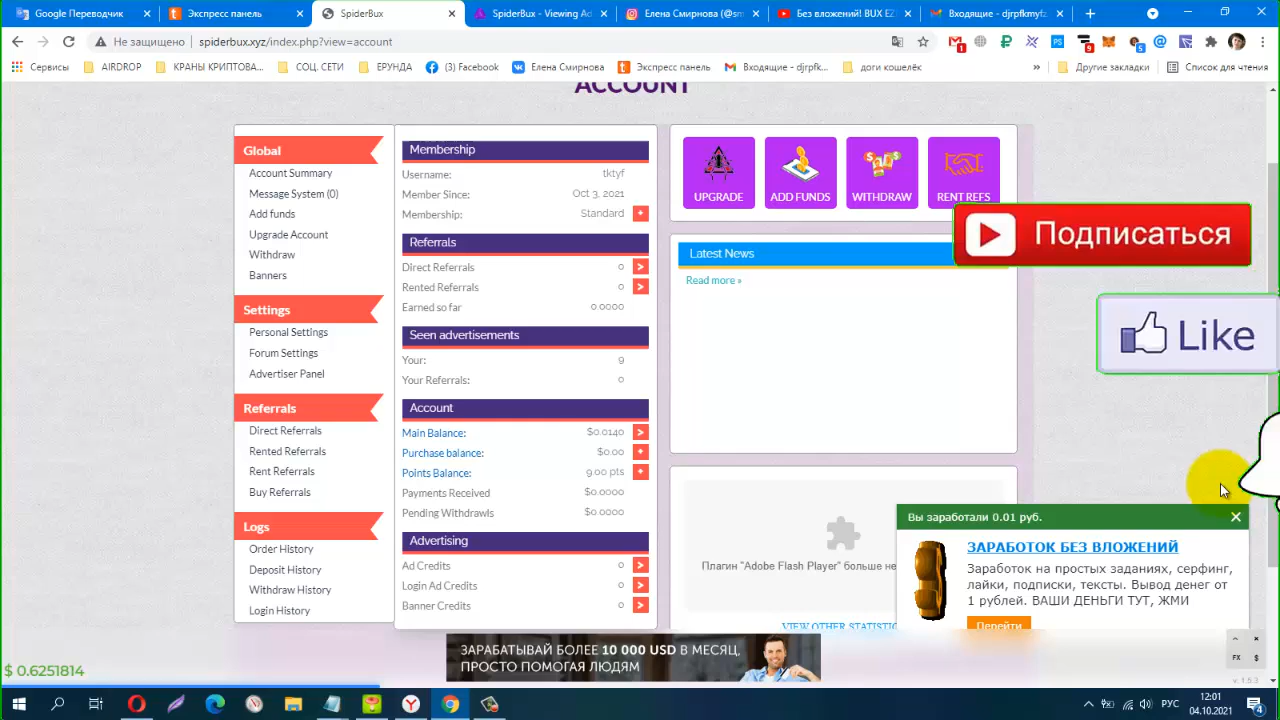 Google Переводчик
Экспресс панель
SpiderBux
SpiderBux - Viewing Ad
Елена Смирнова (@sm
Без вложений! BUX EZ
Входящие - djrpfkmyfz
Не защищено spiderbux.xyz/index.php?view=account
Сервисы
AIRDROP
КРАНЫ КРИПТОВА...
СОЦ. СЕТИ
ЕРУНДА
(3) Facebook
Елена Смирнова
Экспресс панель
Входящие - djrpfk...
доги кошелёк
»
Другие закладки
Список для чтения
ACCOUNT
Global
Account Summary
Message System (0)
Add funds
Upgrade Account
Withdraw
Banners
Settings
Personal Settings
Forum Settings
Advertiser Panel
Referrals
Direct Referrals
Rented Referrals
Rent Referrals
Buy Referrals
Logs
Order History
Deposit History
Withdraw History
Login History
Membership
Username: tktyf
Member Since: Oct 3, 2021
Membership: Standard
Referrals
Direct Referrals 0
Rented Referrals 0
Earned so far 0.0000
Seen advertisements
Your: 9
Your Referrals: 0
Account
Main Balance: $0.0140
Purchase balance: $0.00
Points Balance: 9.00 pts
Payments Received $0.0000
Pending Withdrawls $0.0000
Advertising
Ad Credits 0
Login Ad Credits 0
Banner Credits 0
UPGRADE
ADD FUNDS
WITHDRAW
RENT REFS
Latest News
Read more »
Подписаться
Like
Плагин "Adobe Flash Player" больше не
VIEW OTHER STATISTIC
Вы заработали 0.01 руб.
ЗАРАБОТОК БЕЗ ВЛОЖЕНИЙ
Заработок на простых заданиях, серфинг,
лайки, подписки, тексты. Вывод денег от
1 рублей. ВАШИ ДЕНЬГИ ТУТ, ЖМИ
Перейти
ЗАРАБАТЫВАЙ БОЛЕЕ 10 000 USD В МЕСЯЦ,
ПРОСТО ПОМОГАЯ ЛЮДЯМ
$ 0.6251814
FX $
v. 1.5.3
РУС
12:01
04.10.2021